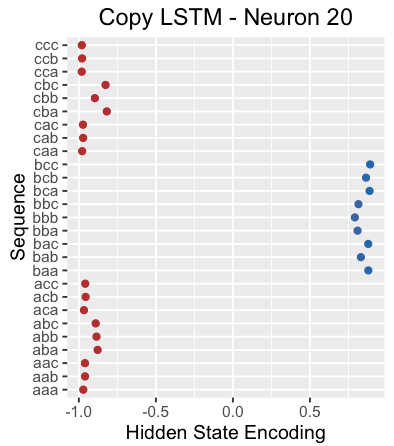 Copy LSTM - Neuron 20
Sequence
ccc
ccb
cca
cbc
cbb
cba
cac
cab
caa
bcc
bcb
bca
bbc
bbb
bba
bac
bab
baa
acc
acb
aca
abc
abb
aba
aac
aab
aaa
-1.0 -0.5 0.0 0.5
Hidden State Encoding